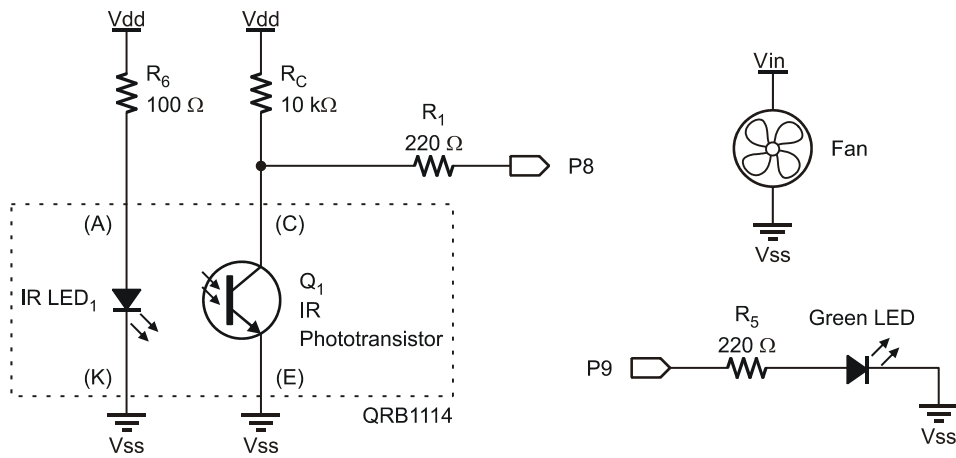 Vdd
R6
100 Ω
Vdd
RC
10 kΩ
R1
220 Ω
P8
Vin
Fan
Vss
(A)
(C)
IR LED1
Q1
IR
Phototransistor
(K)
(E)
QRB1114
Vss
Vss
P9
R5
220 Ω
Green LED
Vss